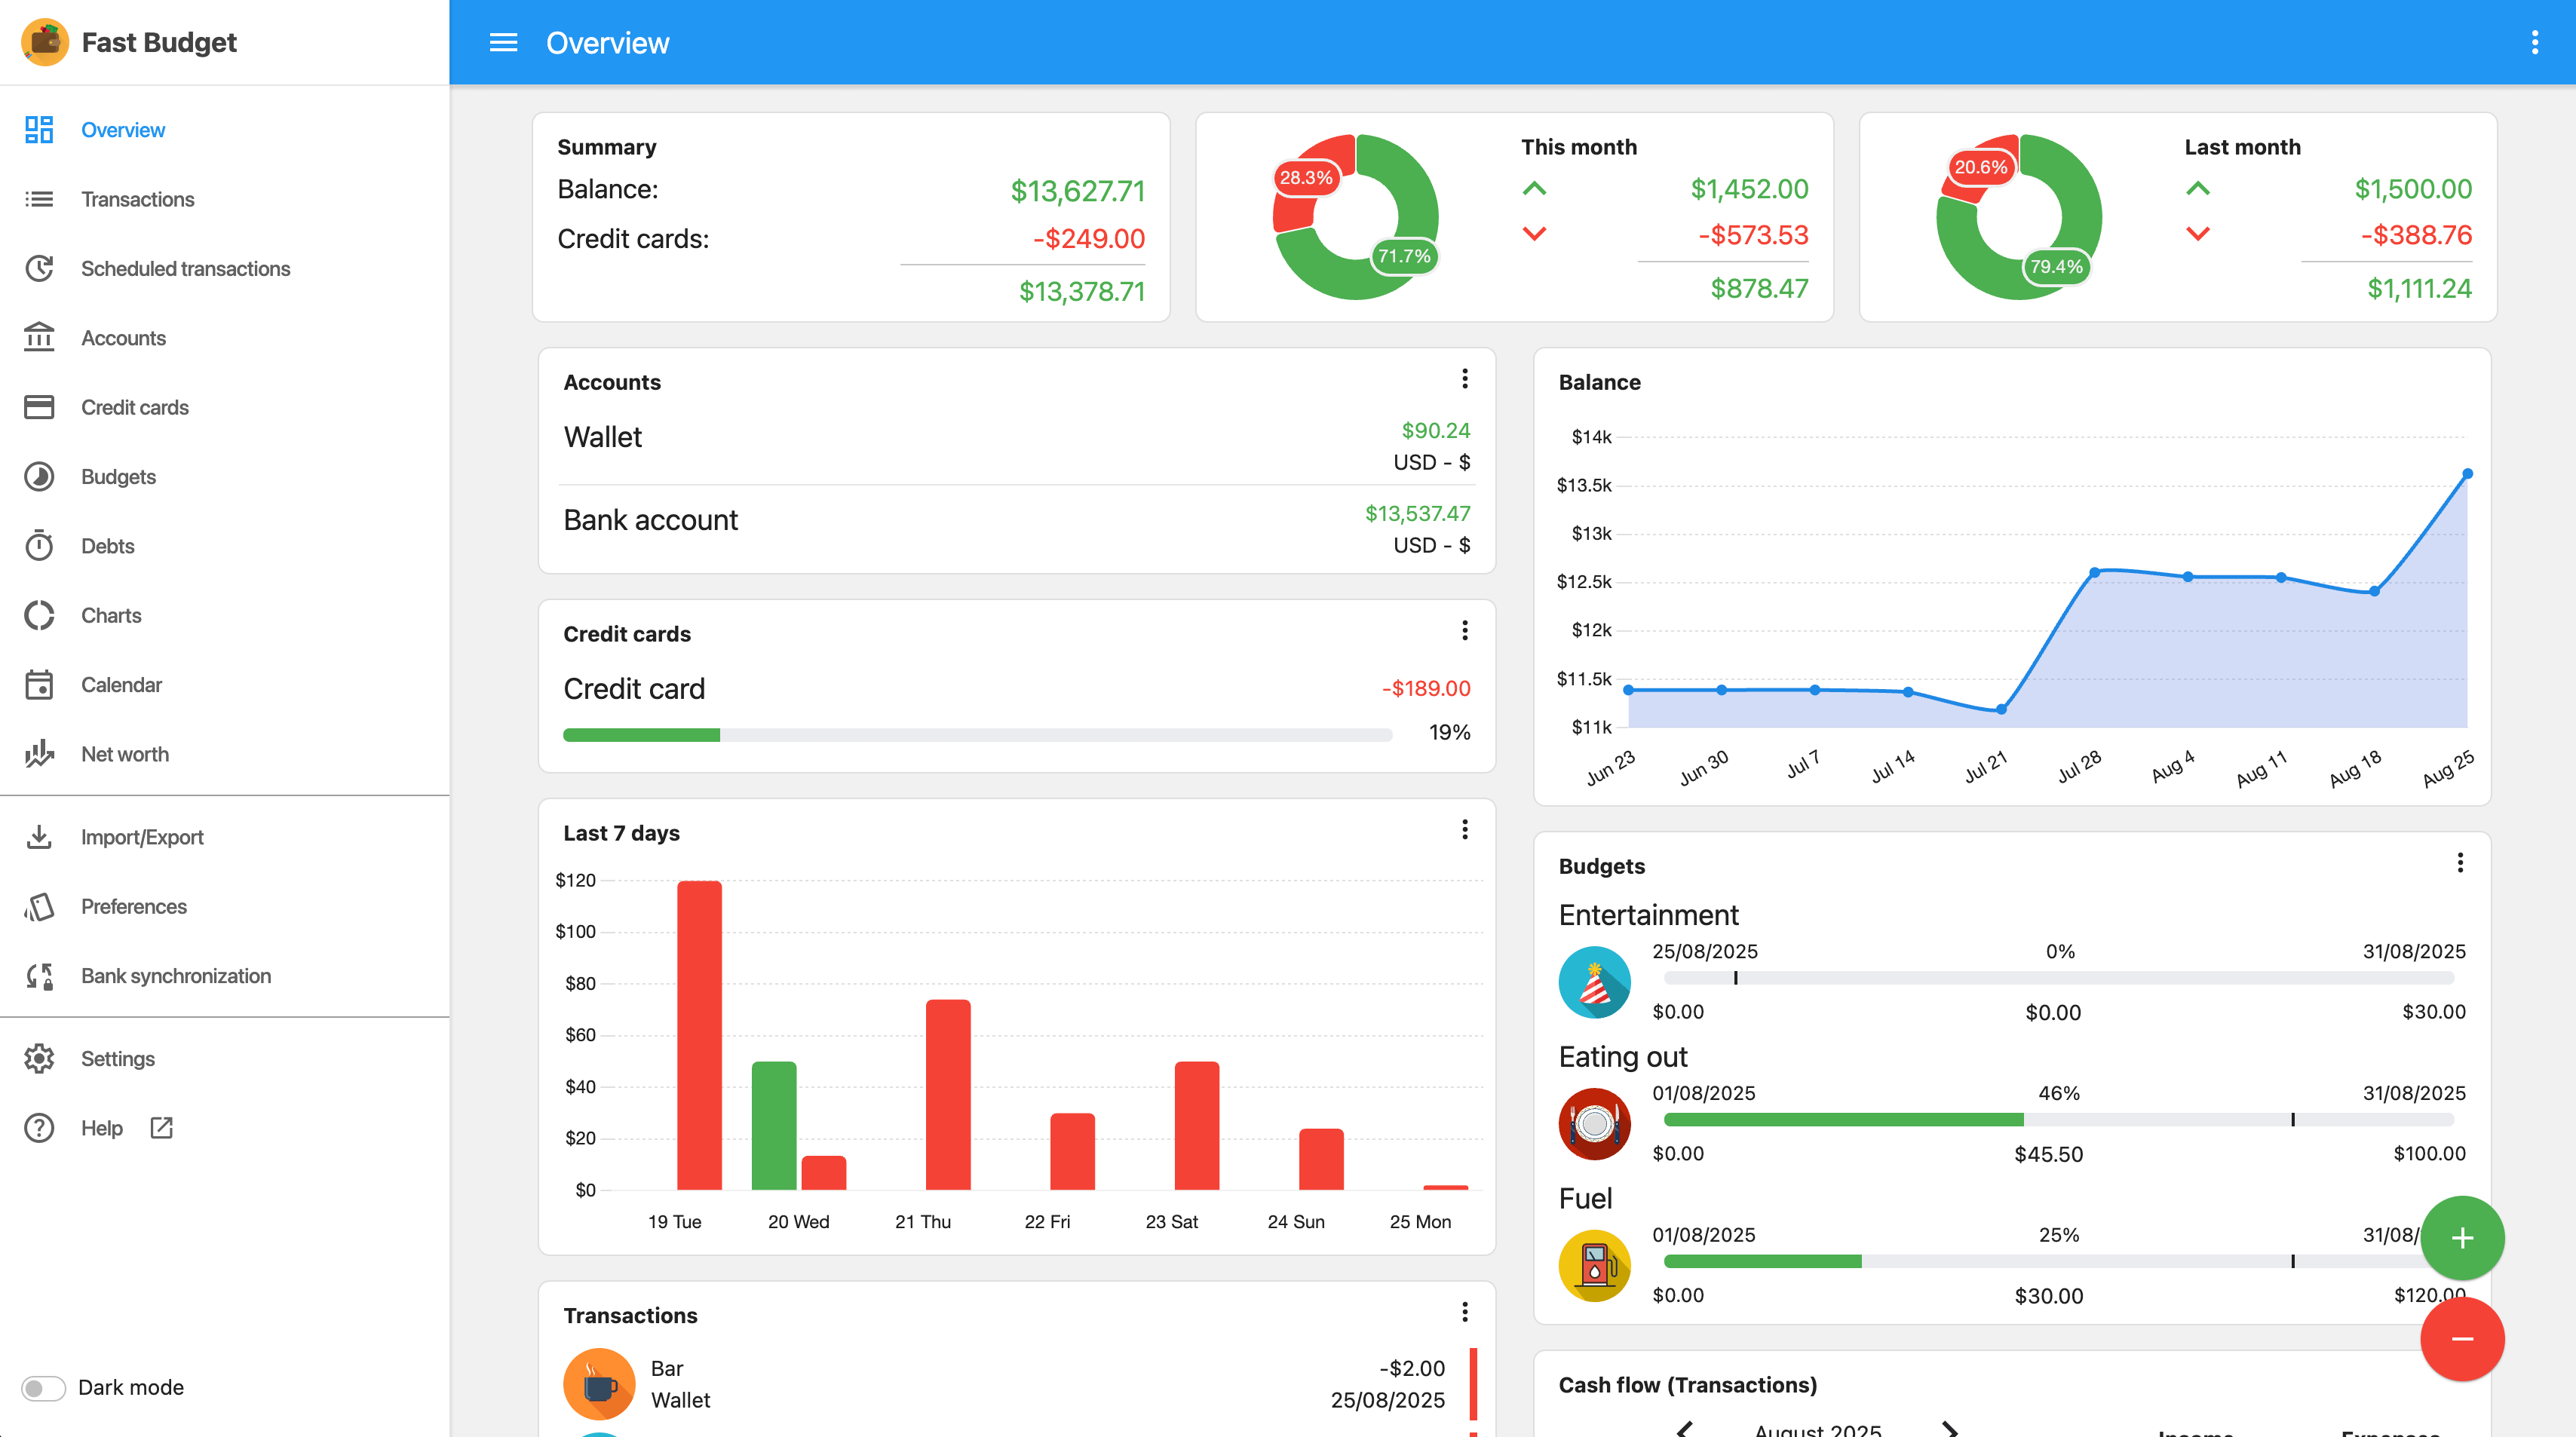 Fast Budget
Overview
Transactions
Scheduled transactions
Accounts
Credit cards
Budgets
Debts
Charts
Calendar
Net worth
Import/Export
Preferences
Bank synchronization
Settings
Help
Dark mode
Overview
Summary
Balance: $13,627.71
Credit cards: -$249.00
$13,378.71
28.3%
71.7%
This month
$1,452.00
-$573.53
$878.47
20.6%
79.4%
Last month
$1,500.00
-$388.76
$1,111.24
Accounts
Wallet $90.24
USD - $
Bank account $13,537.47
USD - $
Credit cards
Credit card -$189.00
19%
Last 7 days
$120
$100
$80
$60
$40
$20
$0
19 Tue 20 Wed 21 Thu 22 Fri 23 Sat 24 Sun 25 Mon
Transactions
Bar -$2.00
Wallet 25/08/2025
Balance
$14k
$13.5k
$13k
$12.5k
$12k
$11.5k
$11k
Jun 23 Jun 30 Jul 7 Jul 14 Jul 21 Jul 28 Aug 4 Aug 11 Aug 18 Aug 25
Budgets
Entertainment
25/08/2025 0% 31/08/2025
$0.00 $0.00 $30.00
Eating out
01/08/2025 46% 31/08/2025
$0.00 $45.50 $100.00
Fuel
01/08/2025 25% 31/08/
$0.00 $30.00 $120.00
Cash flow (Transactions)
August 2025 Income Expenses